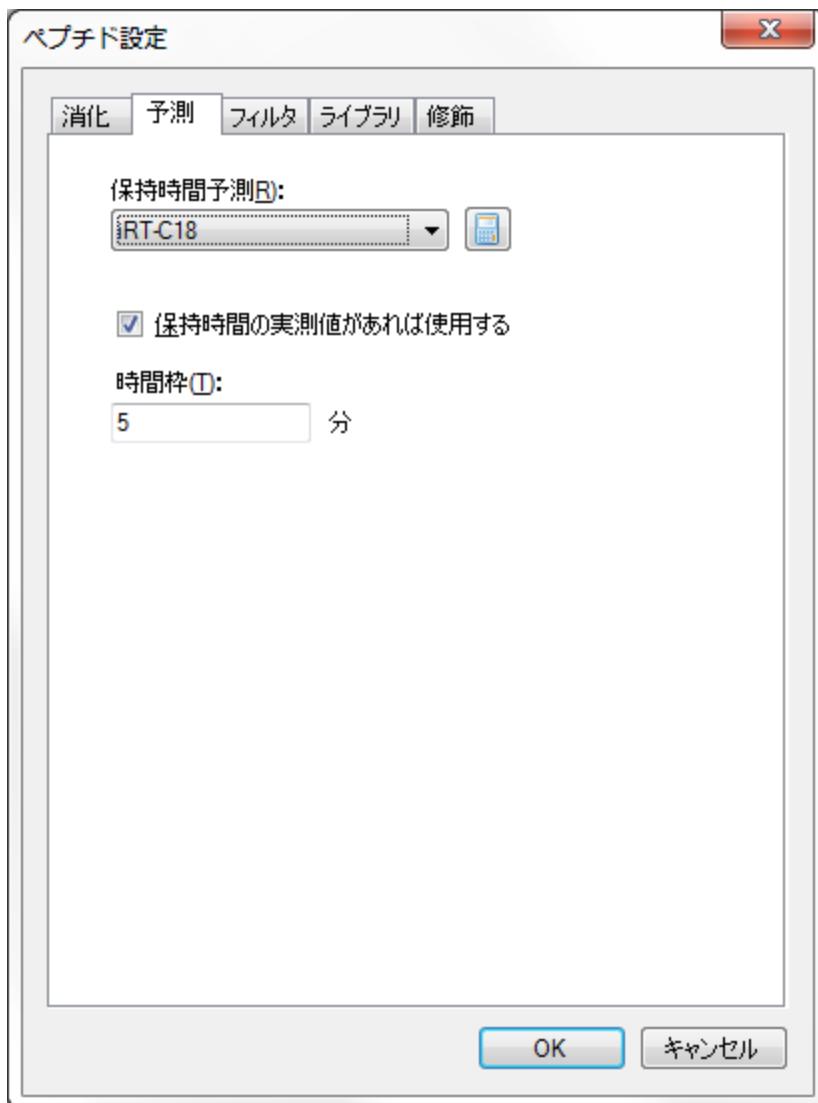 ペプチド設定
消化 予測 フィルタ ライブラリ 修飾
保持時間予測R):
iRT-C18
保持時間の実測値があれば使用する
時間枠(T):
5 分
OK キャンセル